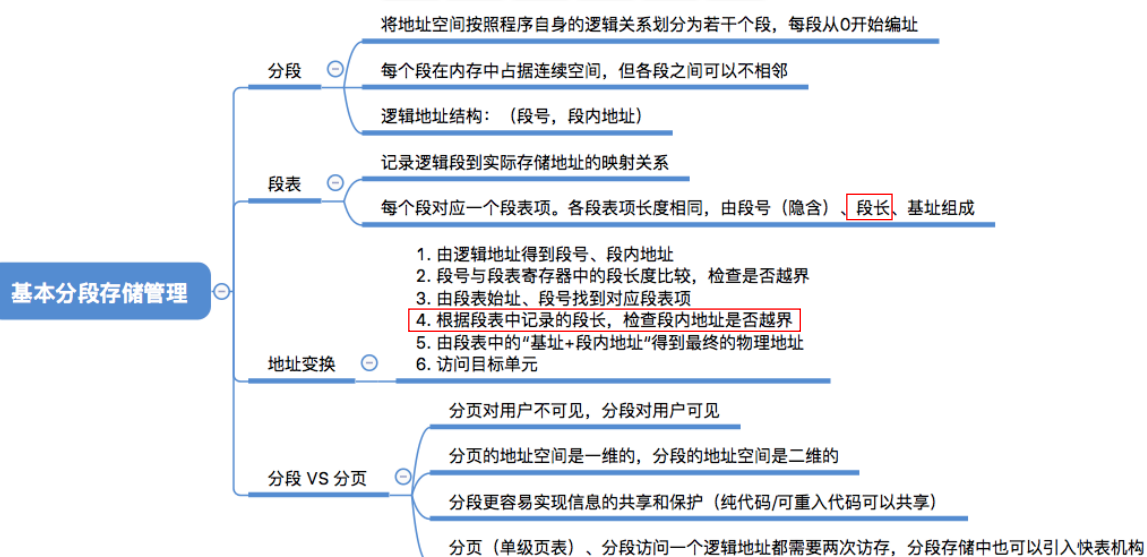 将地址空间按照程序自身的逻辑关系划分为若干个段，每段从0开始编址
分段
每个段在内存中占据连续空间，但各段之间可以不相邻
逻辑地址结构：（段号，段内地址）
记录逻辑段到实际存储地址的映射关系
段表
每个段对应一个段表项。各段表项长度相同，由段号（隐含）、段长、基址组成
基本分段存储管理
1. 由逻辑地址得到段号、段内地址
2. 段号与段表寄存器中的段长度比较，检查是否越界
3. 由段表始址、段号找到对应段表项
4. 根据段表中记录的段长，检查段内地址是否越界
5. 由段表中的“基址+段内地址”得到最终的物理地址
6. 访问目标单元
地址变换
分页对用户不可见，分段对用户可见
分页的地址空间是一维的，分段的地址空间是二维的
分段 VS 分页
分段更容易实现信息的共享和保护（纯代码/可重入代码可以共享）
分页（单级页表）、分段访问一个逻辑地址都需要两次访存，分段存储中也可以引入快表机构